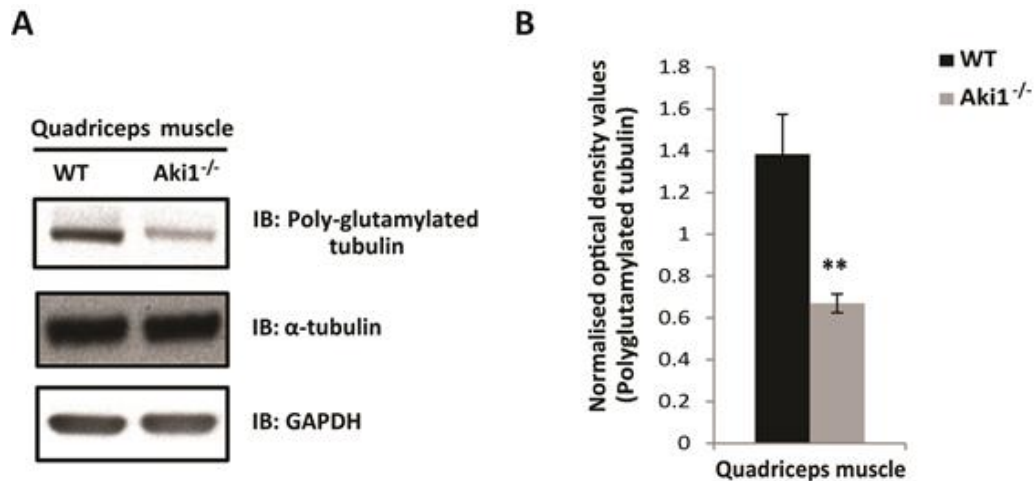 A
Quadriceps muscle
WT Aki1-/-
IB: Poly-glutamylated
tubulin
IB: α-tubulin
IB: GAPDH
B
Normalised optical density values
(Polyglutamylated tubulin)
1.8
1.6
1.4
1.2
1
0.8
0.6
0.4
0.2
0
**
Quadriceps muscle
WT
Aki1-/-